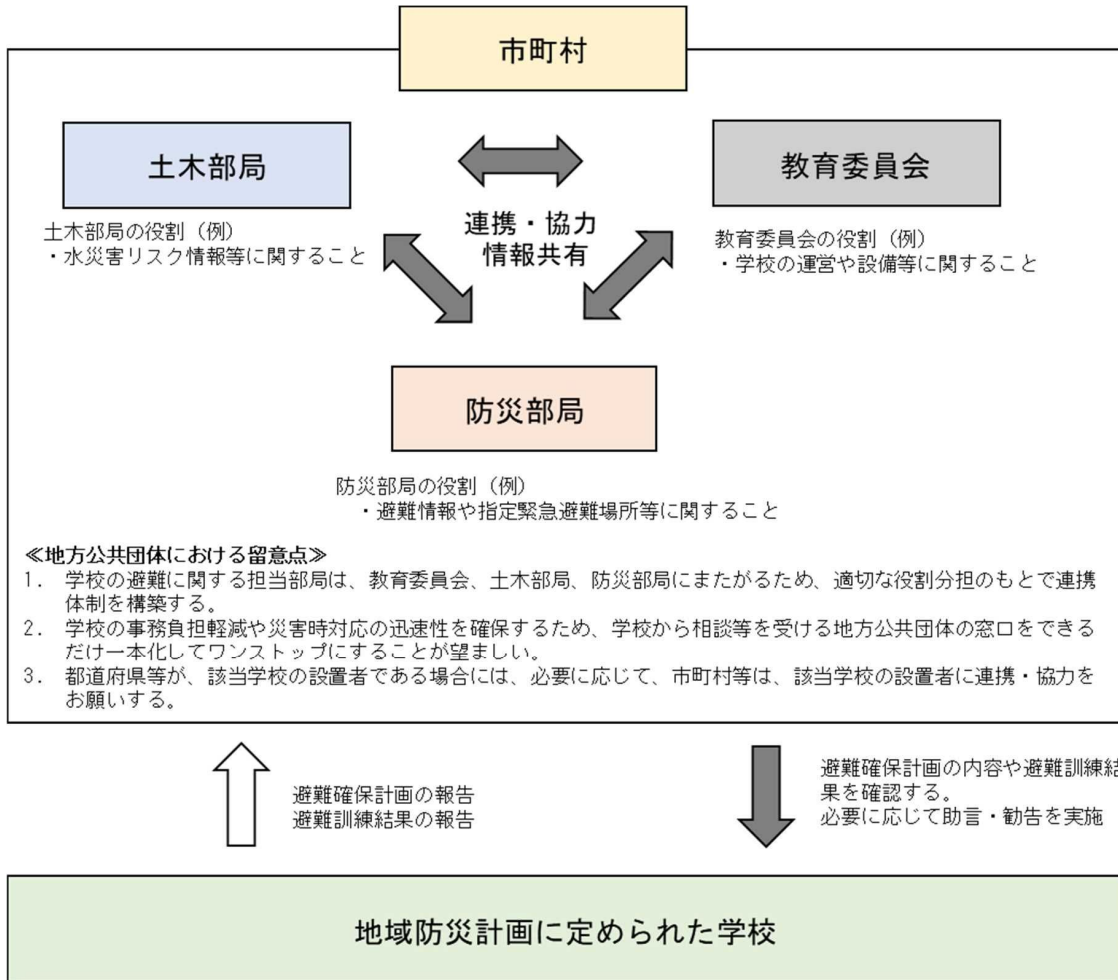 市町村
土木部局
教育委員会
連携・協力
情報共有
土木部局の役割（例）
・水災害リスク情報等に関すること
教育委員会の役割（例）
・学校の運営や設備等に関すること
防災部局
防災部局の役割（例）
・避難情報や指定緊急避難場所等に関すること
≪地方公共団体における留意点≫
1. 学校の避難に関する担当部局は、教育委員会、土木部局、防災部局にまたがるため、適切な役割分担のもとで連携
体制を構築する。
2. 学校の事務負担軽減や災害時対応の迅速性を確保するため、学校から相談等を受ける地方公共団体の窓口をできる
だけ一本化してワンストップにすることが望ましい。
3. 都道府県等が、該当学校の設置者である場合には、必要に応じて、市町村等は、該当学校の設置者に連携・協力を
お願いする。
避難確保計画の報告
避難訓練結果の報告
避難確保計画の内容や避難訓練結
果を確認する。
必要に応じて助言・勧告を実施
地域防災計画に定められた学校